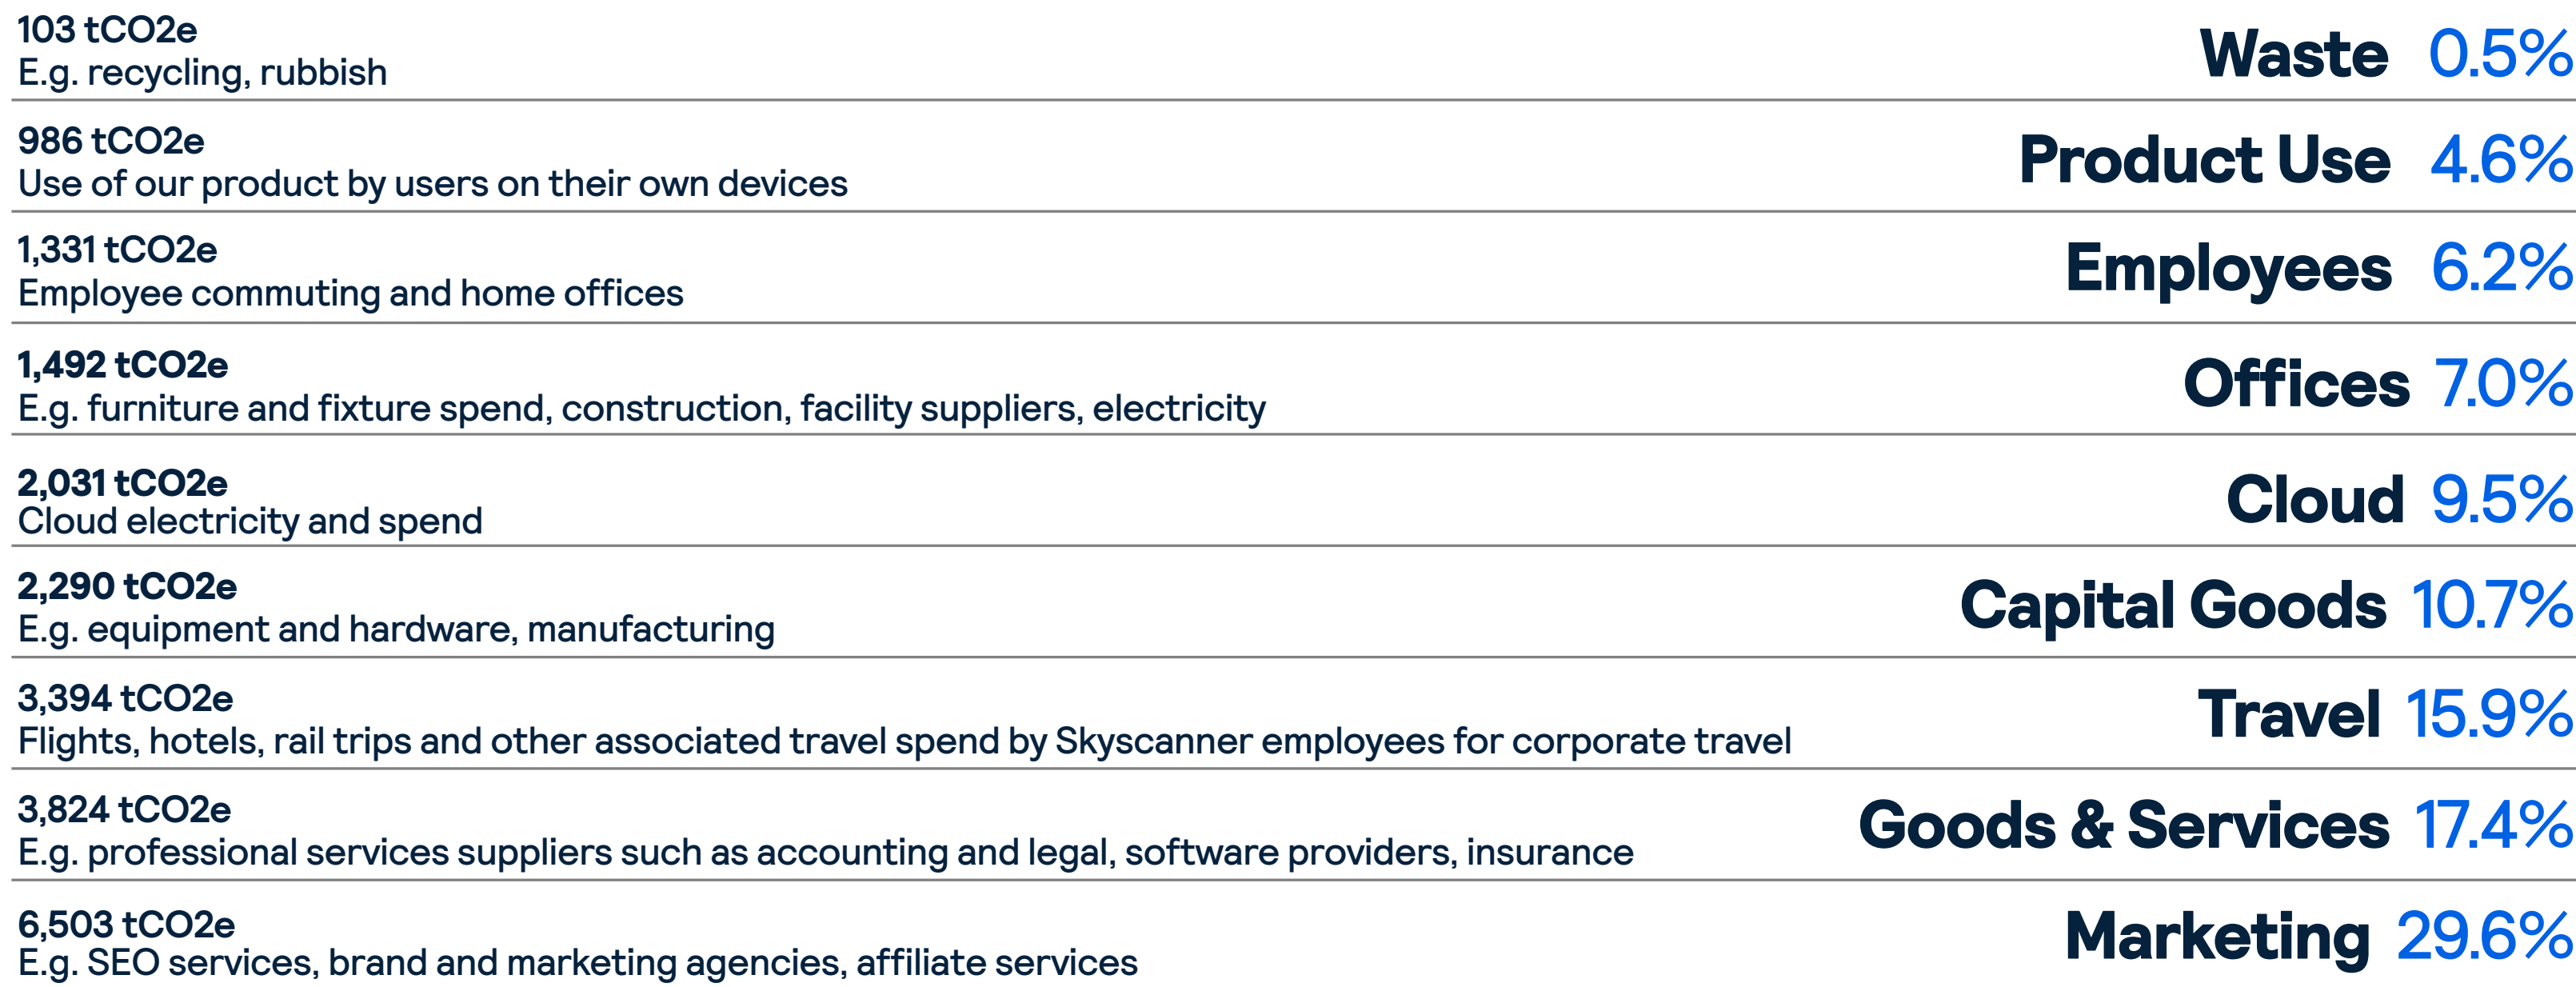 103 tCO2e
E.g. recycling, rubbish
Waste 0.5%
986 tCO2e
Use of our product by users on their own devices
Product Use 4.6%
1,331 tCO2e
Employee commuting and home offices
Employees 6.2%
1,492 tCO2e
E.g. furniture and fixture spend, construction, facility suppliers, electricity
Offices 7.0%
2,031 tCO2e
Cloud electricity and spend
Cloud 9.5%
2,290 tCO2e
E.g. equipment and hardware, manufacturing
Capital Goods 10.7%
3,394 tCO2e
Flights, hotels, rail trips and other associated travel spend by Skyscanner employees for corporate travel
Travel 15.9%
3,824 tCO2e
E.g. professional services suppliers such as accounting and legal, software providers, insurance
Goods & Services 17.4%
6,503 tCO2e
E.g. SEO services, brand and marketing agencies, affiliate services
Marketing 29.6%